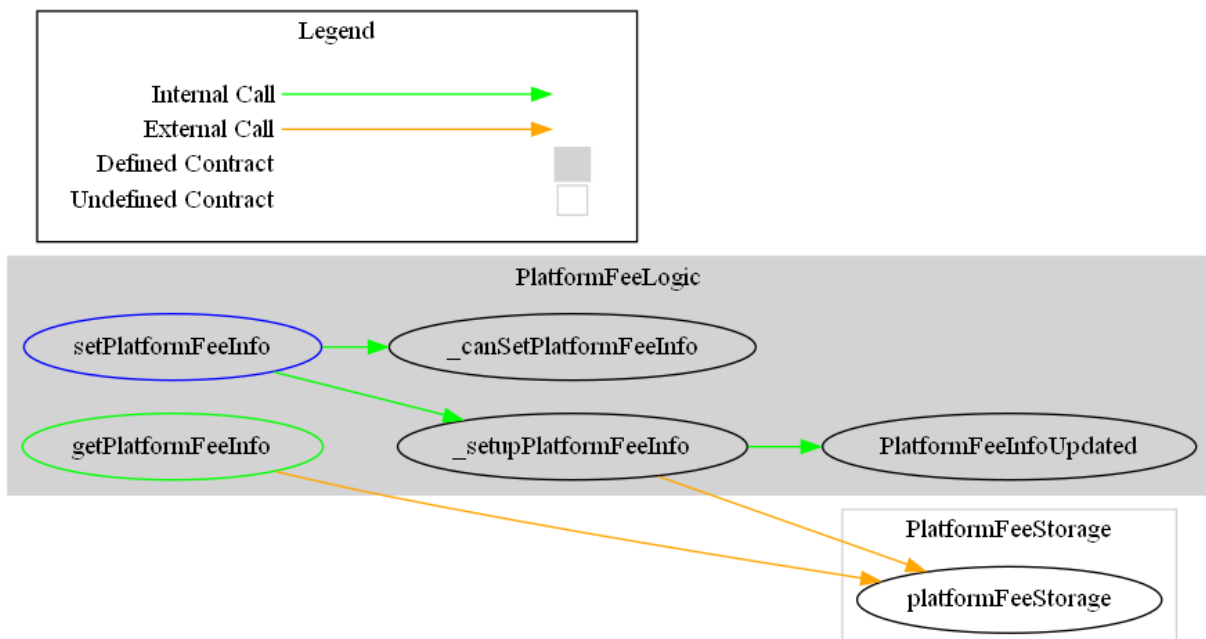 Legend
Internal Call
External Call
Defined Contract
Undefined Contract
PlatformFeeLogic
setPlatformFeeInfo
_canSetPlatformFeeInfo
getPlatformFeeInfo
_setupPlatformFeeInfo
PlatformFeeInfoUpdated
PlatformFeeStorage
platformFeeStorage